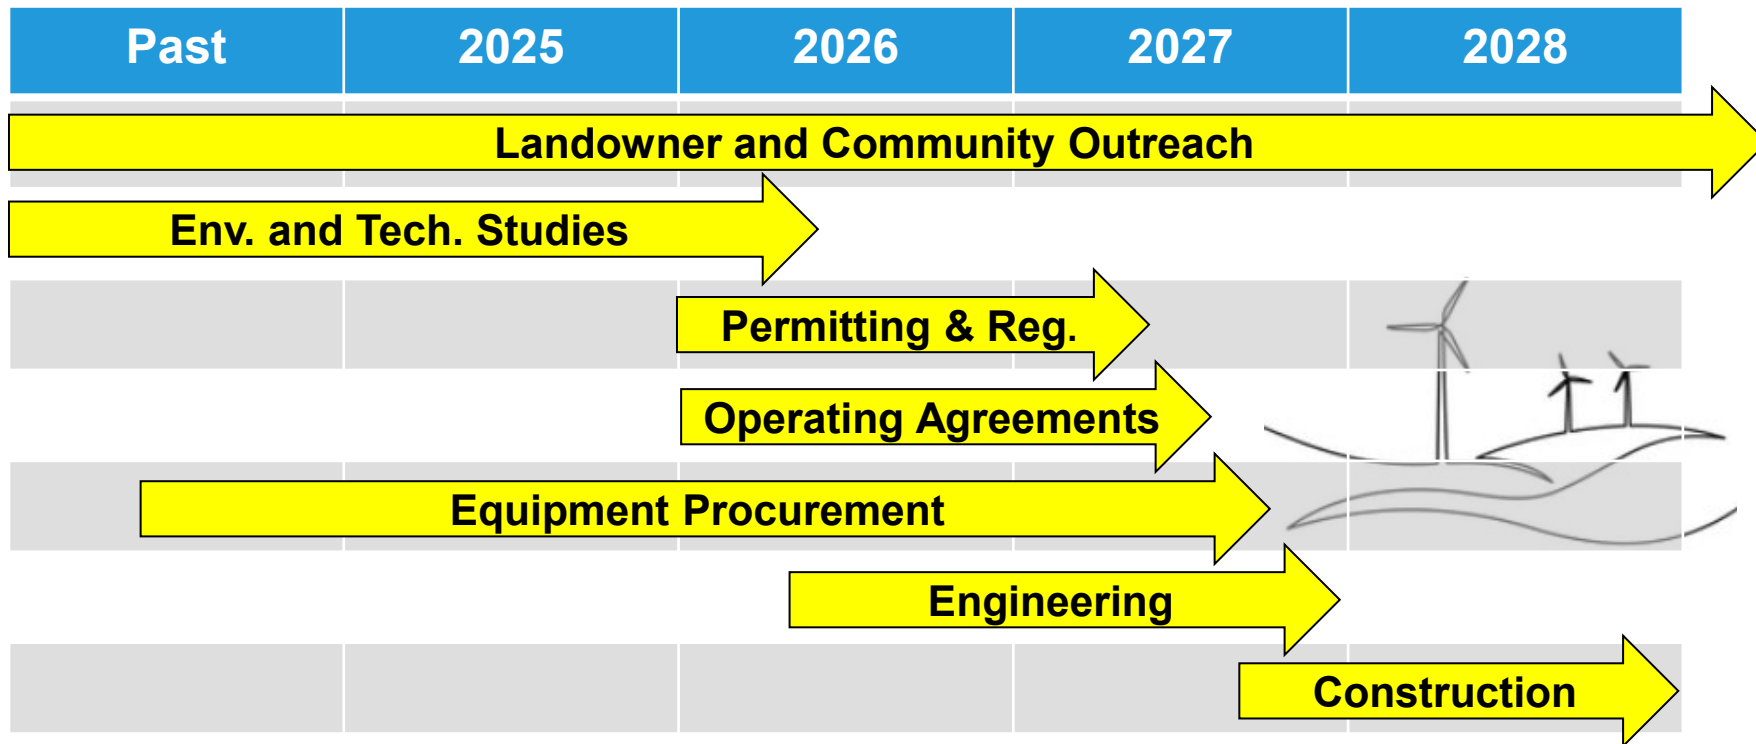 Past 2025 2026 2027 2028
Landowner and Community Outreach
Env. and Tech. Studies
Permitting & Reg.
Operating Agreements
Equipment Procurement
Engineering
Construction